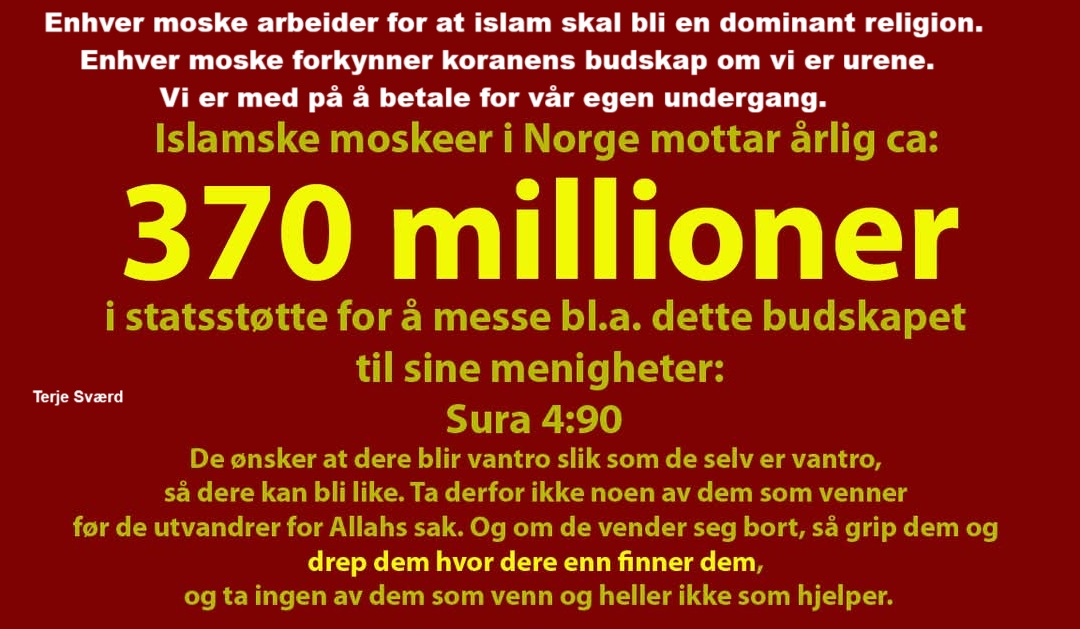 Enhver moske arbeider for at islam skal bli en dominant religion.
Enhver moske forkynner koranens budskap om vi er urene.
Vi er med på å betale for vår egen undergang.
Islamske moskeer i Norge mottar årlig ca:
370 millioner
i statsstøtte for å messe bl.a. dette budskapet
til sine menigheter:
Terje Sværd
Sura 4:90
De ønsker at dere blir vantro slik som de selv er vantro,
så dere kan bli like. Ta derfor ikke noen av dem som venner
før de utvandrer for Allahs sak. Og om de vender seg bort, så grip dem og
drep dem hvor dere enn finner dem,
og ta ingen av dem som venn og heller ikke som hjelper.